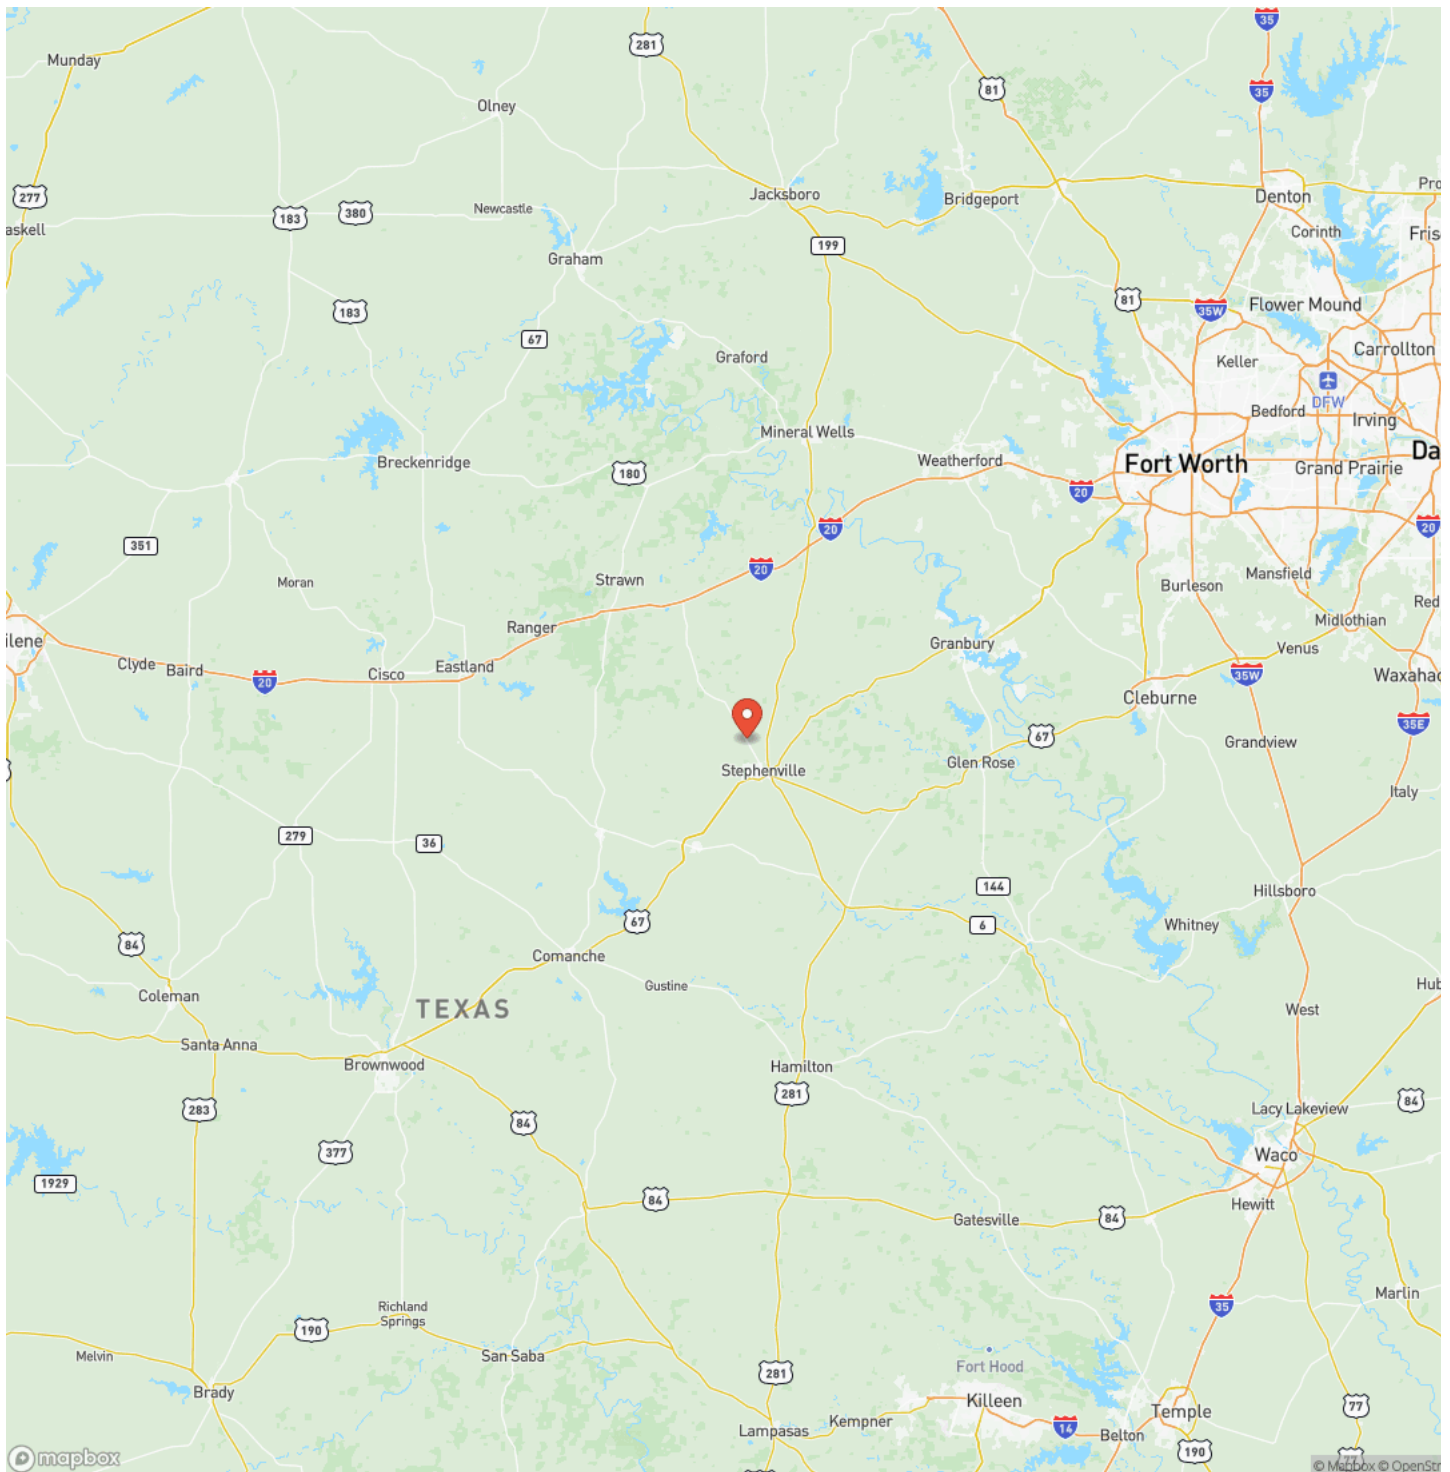 35
281
Munday
81
35
Olney
Denton
Pro
277
Jacksboro
Bridgeport
Newcastle
380
183
askell
Corinth
Fris
199
Graham
81
Flower Mound
35W
183
67
Graford
Keller
Carrollton
DFW
Bedford
Irving
Mineral Wells
Da
Breckenridge
180
Weatherford
Fort Worth
Grand Prairie
20
20
20
351
20
Moran
Strawn
Mansfield
Burleson
Red
Ranger
Midlothian
ilene
Granbury
Venus
Clyde
Baird
20
Cisco
Eastland
35W
Waxahac
Cleburne
35E
67
Grandview
Stephenville
Glen Rose
Italy
279
36
144
Hillsboro
84
67
6
Whitney
Comanche
Gustine
Hub
Coleman
TEXAS
West
Santa Anna
Brownwood
Hamilton
283
281
84
84
Lacy Lakeview
377
Waco
1929
84
Hewitt
Gatesville
84
Richland
Springs
35
Marlin
190
Melvin
San Saba
281
Fort Hood
Brady
Killeen
77
Temple
Lampasas
Kempner
14
Belton
190
77
mapbox
© Mapbox © OpenStr